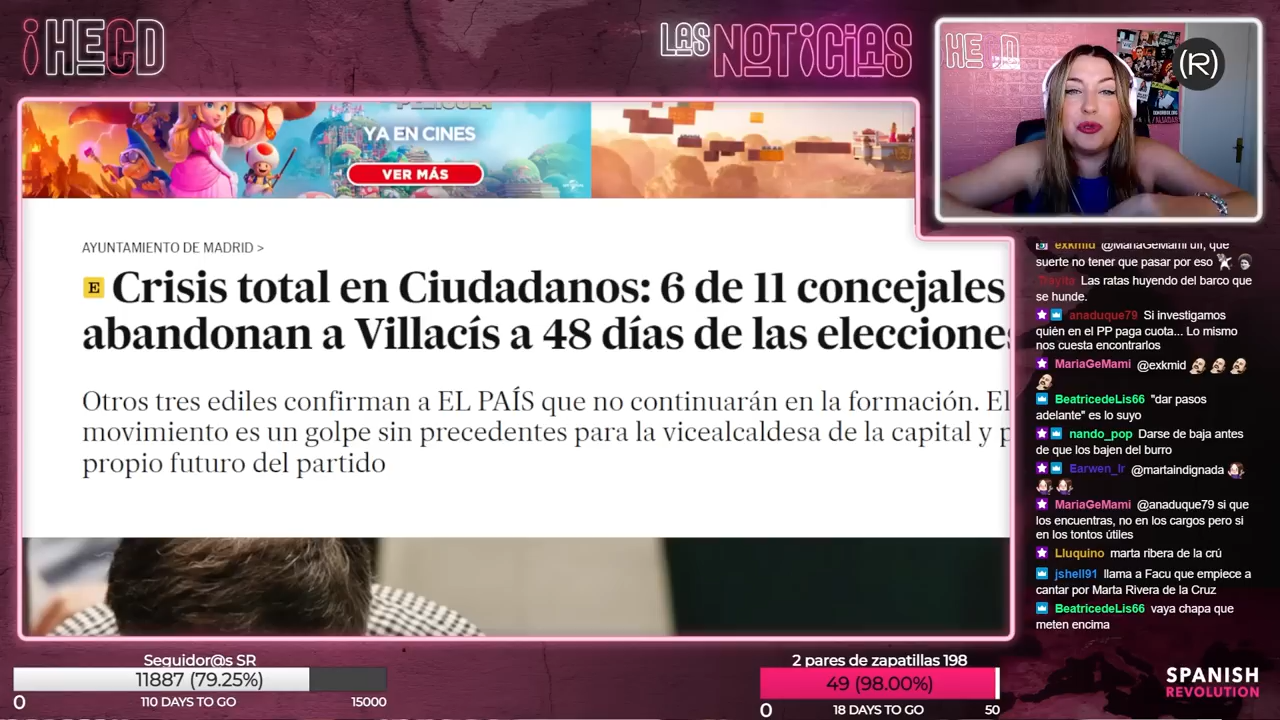 ¡HECD
LAS NOTICIAS
HE D
(R)
PELÍCULA
YA EN CINES
VER MÁS
AYUNTAMIENTO DE MADRID >
E Crisis total en Ciudadanos: 6 de 11 concejales
abandonan a Villacís a 48 días de las elecciones
Otros tres ediles confirman a EL PAÍS que no continuarán en la formación. El
movimiento es un golpe sin precedentes para la vicealcaldesa de la capital y p
propio futuro del partido
exkmid @MariaGeMami uff, que
suerte no tener que pasar por eso
Las ratas huyendo del barco que
se hunde.
anaduque79 Si investigamos
quién en el PP paga cuota... Lo mismo
nos cuesta encontrarlos
MariaGeMami @exkmid
BeatricedeLis66 "dar pasos
adelante" es lo suyo
nando_pop Darse de baja antes
de que los bajen del burro
Earwen_Ir @martaindignada
MariaGeMami @anaduque79 si que
los encuentras, no en los cargos pero si
en los tontos útiles
Lluquino marta ribera de la crú
jshell91 llama a Facu que empiece a
cantar por Marta Rivera de la Cruz
BeatricedeLis66 vaya chapa que
meten encima
Seguidor@s SR
11887 (79.25%)
0 110 DAYS TO GO 15000
2 pares de zapatillas 198
49 (98.00%)
0 18 DAYS TO GO 50
SPANISH
REVOLUTION